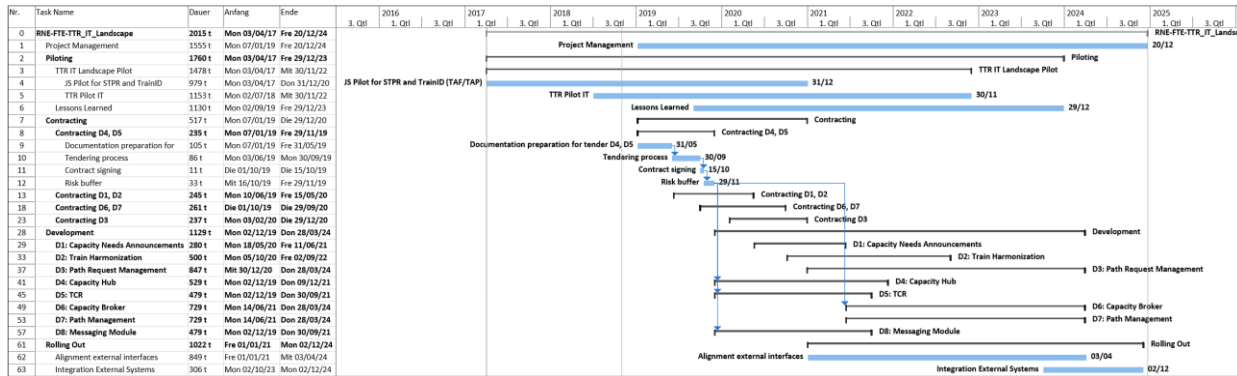 Nr. Task Name Dauer Anfang Ende 2016 2017 2018 2019 2020 2021 2022 2023 2024 2025
3. Qtl 1. Qtl 3. Qtl 1. Qtl 3. Qtl 1. Qtl 3. Qtl 1. Qtl 3. Qtl 1. Qtl 3. Qtl 1. Qtl 3. Qtl 1. Qtl 3. Qtl 1. Qtl 3. Qtl 1. Qtl 3. Qtl 1. Qtl 3. Qtl
0 RNE-FTE-TTR_IT_Landscape 2015 t Mon 03/04/17 Fre 20/12/24 RNE-FTE-TTR_IT_Landsc
1 Project Management 1555 t Mon 07/01/19 Fre 20/12/24 Project Management 20/12
2 Piloting 1760 t Mon 03/04/17 Fre 29/12/23 Piloting
3 TTR IT Landscape Pilot 1478 t Mon 03/04/17 Mit 30/11/22 TTR IT Landscape Pilot
4 JS Pilot for STPR and TrainID 979 t Mon 03/04/17 Don 31/12/20 JS Pilot for STPR and TrainID (TAF/TAP) 31/12
5 TTR Pilot IT 1153 t Mon 02/07/18 Mit 30/11/22 TTR Pilot IT 30/11
6 Lessons Learned 1130 t Mon 02/09/19 Fre 29/12/23 Lessons Learned 29/12
7 Contracting 517 t Mon 07/01/19 Die 29/12/20 Contracting
8 Contracting D4, D5 235 t Mon 07/01/19 Fre 29/11/19 Contracting D4, D5
9 Documentation preparation for 105 t Mon 07/01/19 Fre 31/05/19 Documentation preparation for tender D4, D5 31/05
10 Tendering process 86 t Mon 03/06/19 Mon 30/09/19 Tendering process 30/09
11 Contract signing 11 t Die 01/10/19 Die 15/10/19 Contract signing 15/10
12 Risk buffer 33 t Mit 16/10/19 Fre 29/11/19 Risk buffer 29/11
13 Contracting D1, D2 245 t Mon 10/06/19 Fre 15/05/20 Contracting D1, D2
18 Contracting D6, D7 261 t Die 01/10/19 Die 29/09/20 Contracting D6, D7
23 Contracting D3 237 t Mon 03/02/20 Die 29/12/20 Contracting D3
28 Development 1129 t Mon 02/12/19 Don 28/03/24 Development
29 D1: Capacity Needs Announcements 280 t Mon 18/05/20 Fre 11/06/21 D1: Capacity Needs Announcements
33 D2: Train Harmonization 500 t Mon 05/10/20 Fre 02/09/22 D2: Train Harmonization
37 D3: Path Request Management 847 t Mit 30/12/20 Don 28/03/24 D3: Path Request Management
41 D4: Capacity Hub 529 t Mon 02/12/19 Don 09/12/21 D4: Capacity Hub
45 D5: TCR 479 t Mon 02/12/19 Don 30/09/21 D5: TCR
49 D6: Capacity Broker 729 t Mon 14/06/21 Don 28/03/24 D6: Capacity Broker
53 D7: Path Management 729 t Mon 14/06/21 Don 28/03/24 D7: Path Management
57 D8: Messaging Module 479 t Mon 02/12/19 Don 30/09/21 D8: Messaging Module
61 Rolling Out 1022 t Fre 01/01/21 Mon 02/12/24 Rolling Out
62 Alignment external interfaces 849 t Fre 01/01/21 Mit 03/04/24 Alignment external interfaces 03/04
63 Integration External Systems 306 t Mon 02/10/23 Mon 02/12/24 Integration External Systems 02/12